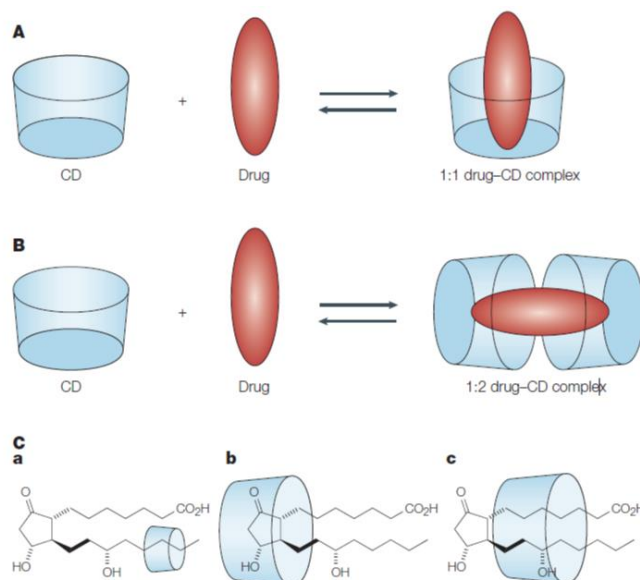 A
+
CD
Drug
1:1 drug–CD complex
B
+
CD
Drug
1:2 drug–CD complex
C
a
b
c
O
CO₂H
HO
OH
O
CO₂H
HO
OH
O
CO₂H
HO
OH